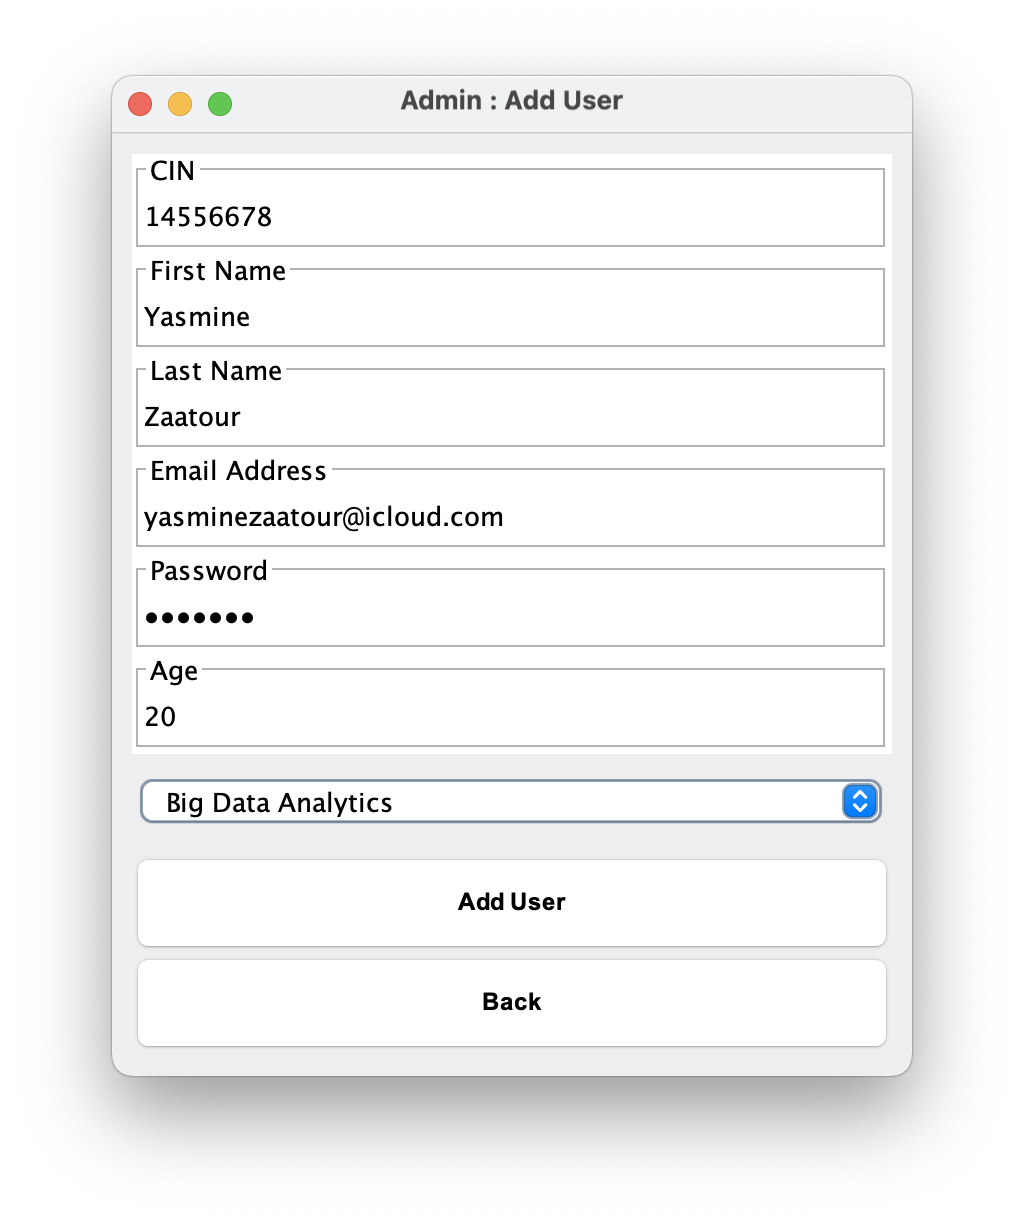 Admin : Add User
CIN
14556678
First Name
Yasmine
Last Name
Zaatour
Email Address
yasminezaatour@icloud.com
Password
•••••••
Age
20
Big Data Analytics
Add User
Back